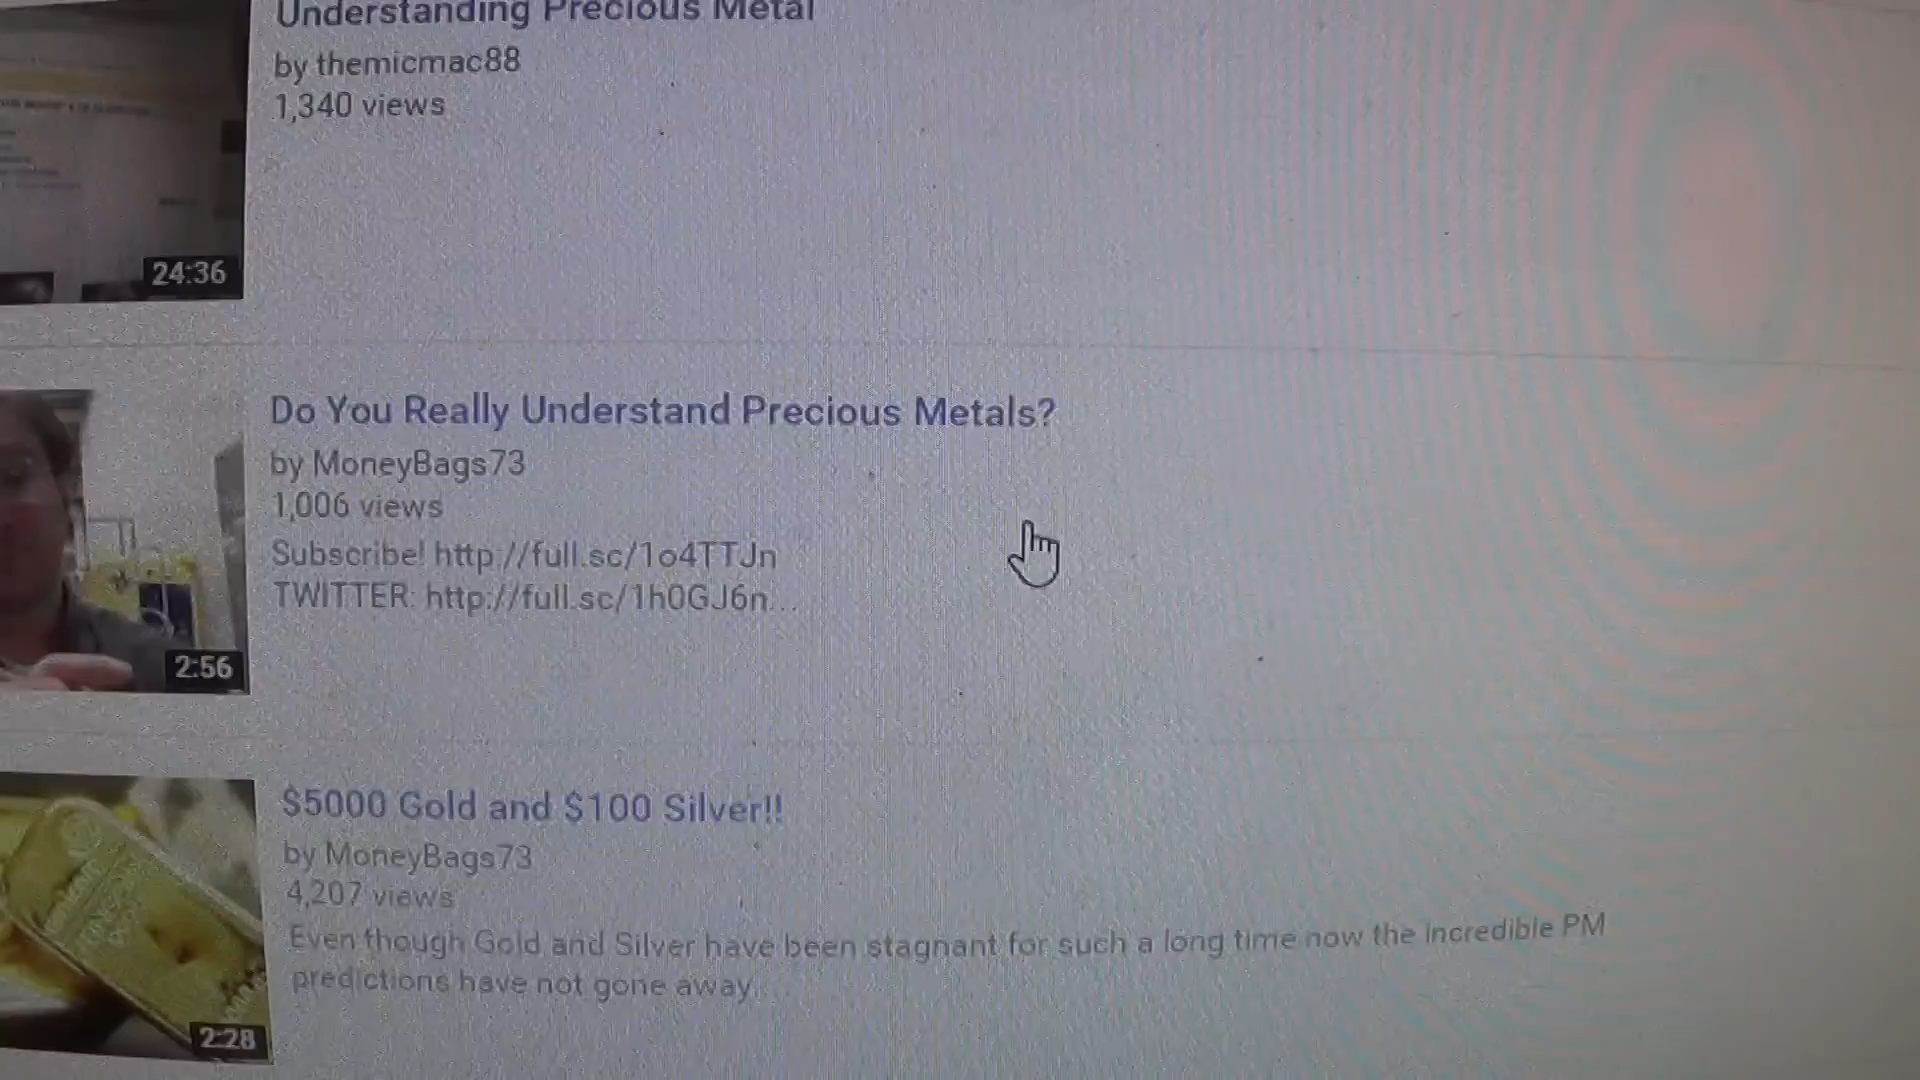 Understanding Precious Metal
by themicmac88
1,340 views
24:36
Do You Really Understand Precious Metals?
by MoneyBags73
1,006 views
Subscribe! http://full.sc/1o4TTJn
TWITTER: http://full.sc/1h0GJ6n...
2:56
$5000 Gold and $100 Silver!!
by MoneyBags73
4,207 views
Even though Gold and Silver have been stagnant for such a long time now the incredible PM
predictions have not gone away.
2:28